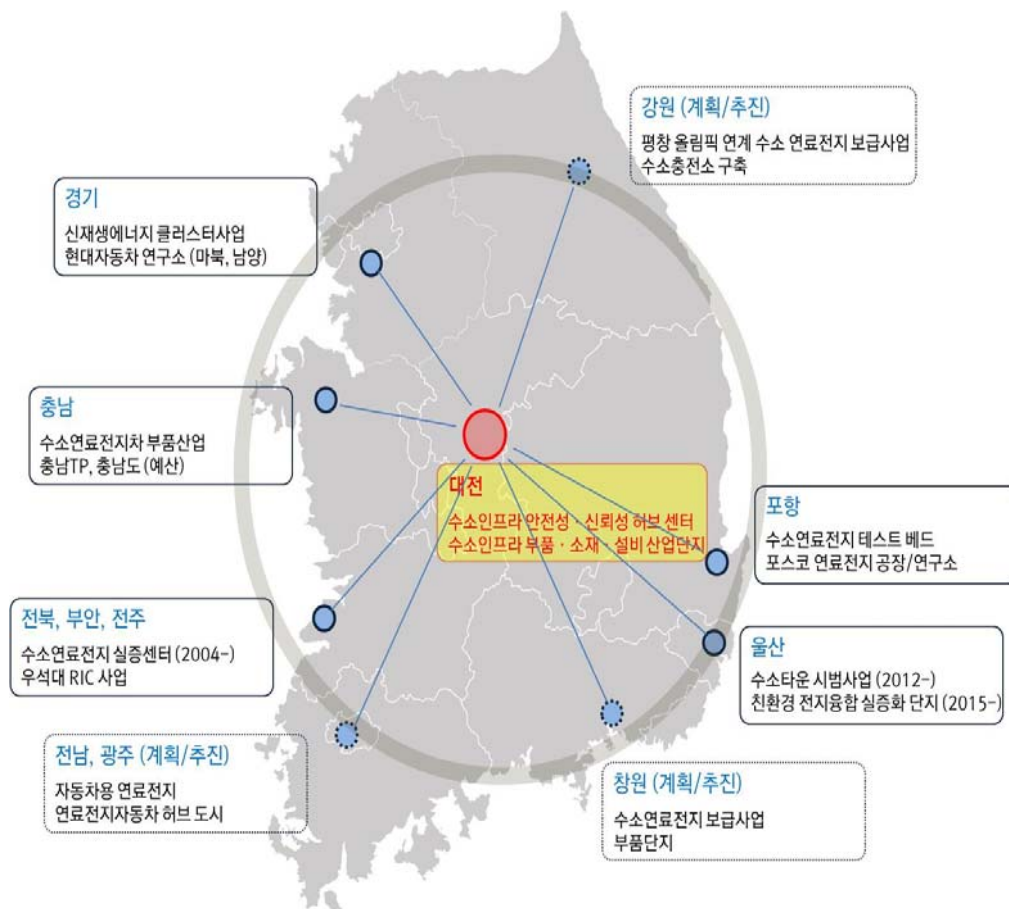 강원 (계획/추진)
평창 올림픽 연계 수소 연료전지 보급사업
수소충전소 구축
경기
신재생에너지 클러스터사업
현대자동차 연구소 (마북, 남양)
충남
수소연료전지차 부품산업
충남TP, 충남도 (예산)
대전
수소인프라 안전성 · 신뢰성 허브 센터
수소인프라 부품 · 소재 · 설비 산업단지
포항
수소연료전지 테스트 베드
포스코 연료전지 공장/연구소
전북, 부안, 전주
수소연료전지 실증센터 (2004-)
우석대 RIC 사업
울산
수소타운 시범사업 (2012-)
친환경 전지융합 실증화 단지 (2015-)
전남, 광주 (계획/추진)
자동차용 연료전지
연료전지자동차 허브 도시
창원 (계획/추진)
수소연료전지 보급사업
부품단지